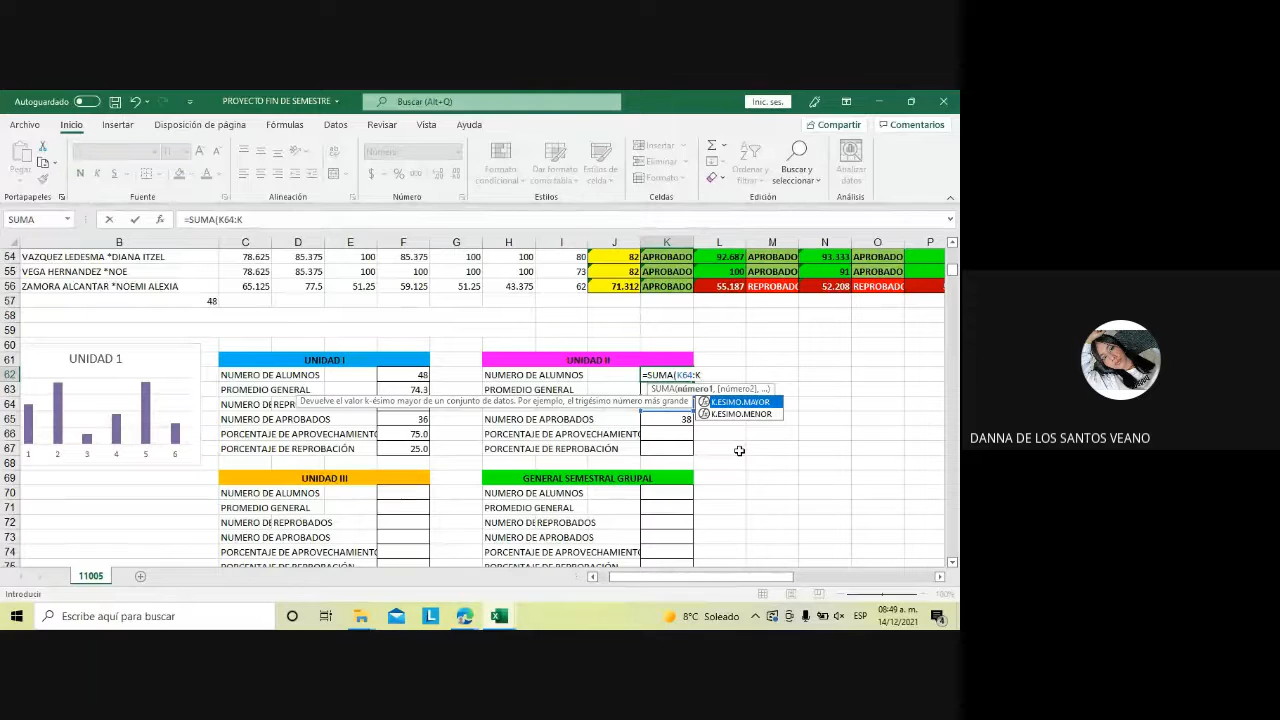 Autoguardado PROYECTO FIN DE SEMESTRE Buscar (Alt+Q) Inic. ses.
Archivo Inicio Insertar Disposición de página Fórmulas Datos Revisar Vista Ayuda Compartir Comentarios
Pegar N K S Número $ % 000 Formato condicional Dar formato como tabla Estilos de celda Insertar Eliminar Formato Ordenar y filtrar Buscar y seleccionar Analizar datos
Portapapeles Fuente Alineación Número Estilos Celdas Edición Análisis
SUMA fx =SUMA(K64:K
B C D E F G H I J K L M N O P
54 VAZQUEZ LEDESMA *DIANA ITZEL 78.625 85.375 100 85.375 100 100 80 82 APROBADO 92.687 APROBADO 93.333 APROBADO
55 VEGA HERNANDEZ *NOE 78.625 85.375 100 100 100 100 73 82 APROBADO 100 APROBADO 91 APROBADO
56 ZAMORA ALCANTAR *NOEMI ALEXIA 65.125 77.5 51.25 59.125 51.25 43.375 62 71.312 APROBADO 55.187 REPROBADO 52.208 REPROBADO
57 48
58
59
60
61 UNIDAD I UNIDAD II
UNIDAD 1
62 NUMERO DE ALUMNOS 48 NUMERO DE ALUMNOS =SUMA(K64:K
63 PROMEDIO GENERAL 74.3 PROMEDIO GENERAL SUMA(número1, [número2], ...)
64 NUMERO DE REP Devuelve el valor k-ésimo mayor de un conjunto de datos. Por ejemplo, el trigésimo número más grande K.ESIMO.MAYOR
K.ESIMO.MENOR
65 NUMERO DE APROBADOS 36 NUMERO DE APROBADOS 38
66 PORCENTAJE DE APROVECHAMIENTO 75.0 PORCENTAJE DE APROVECHAMIENTO
67 PORCENTAJE DE REPROBACIÓN 25.0 PORCENTAJE DE REPROBACIÓN
1 2 3 4 5 6
68
69 UNIDAD III GENERAL SEMESTRAL GRUPAL
70 NUMERO DE ALUMNOS NUMERO DE ALUMNOS
71 PROMEDIO GENERAL PROMEDIO GENERAL
72 NUMERO DE REPROBADOS NUMERO DE REPROBADOS
73 NUMERO DE APROBADOS NUMERO DE APROBADOS
74 PORCENTAJE DE APROVECHAMIENTO PORCENTAJE DE APROVECHAMIENTO
11005
Introducir 100%
Escribe aquí para buscar 8°C Soleado ESP 08:49 a. m.
14/12/2021
DANNA DE LOS SANTOS VEANO